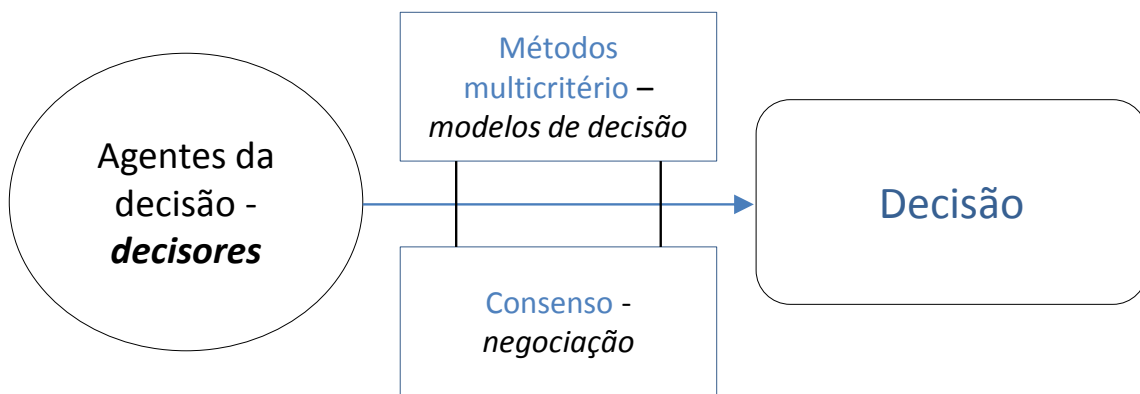 Agentes da
decisão -
decisores
Métodos
multicritério –
modelos de decisão
Consenso -
negociação
Decisão